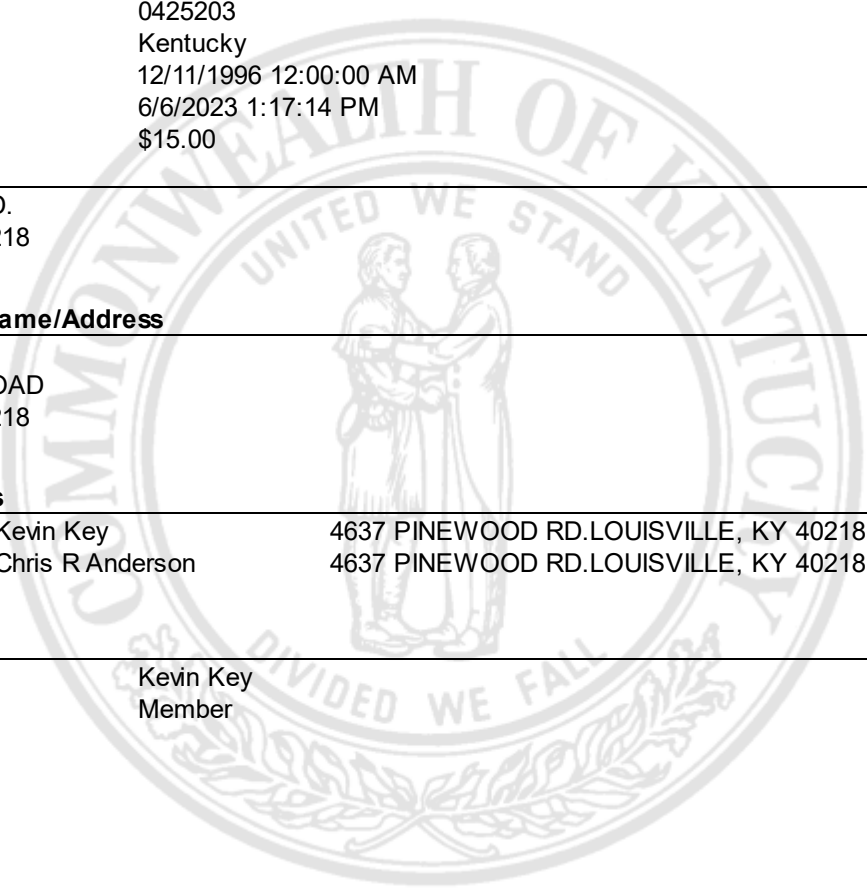 0425203
Kentucky
12/11/1996 12:00:00 AM
6/6/2023 1:17:14 PM
$15.00
D.
218
ame/Address
OAD
218
s
Kevin Key 4637 PINEWOOD RD.LOUISVILLE, KY 40218
Chris R Anderson 4637 PINEWOOD RD.LOUISVILLE, KY 40218
Kevin Key
Member
COMMONWEALTH OF KENTUCKY
UNITED WE STAND
DIVIDED WE FALL